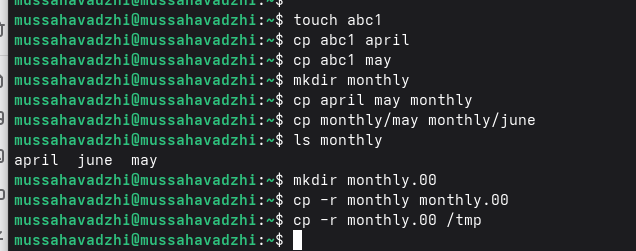 mussahavadzhi@mussahavadzhi:~$ touch abc1
mussahavadzhi@mussahavadzhi:~$ cp abc1 april
mussahavadzhi@mussahavadzhi:~$ cp abc1 may
mussahavadzhi@mussahavadzhi:~$ mkdir monthly
mussahavadzhi@mussahavadzhi:~$ cp april may monthly
mussahavadzhi@mussahavadzhi:~$ cp monthly/may monthly/june
mussahavadzhi@mussahavadzhi:~$ ls monthly
april  june  may
mussahavadzhi@mussahavadzhi:~$ mkdir monthly.00
mussahavadzhi@mussahavadzhi:~$ cp -r monthly monthly.00
mussahavadzhi@mussahavadzhi:~$ cp -r monthly.00 /tmp
mussahavadzhi@mussahavadzhi:~$